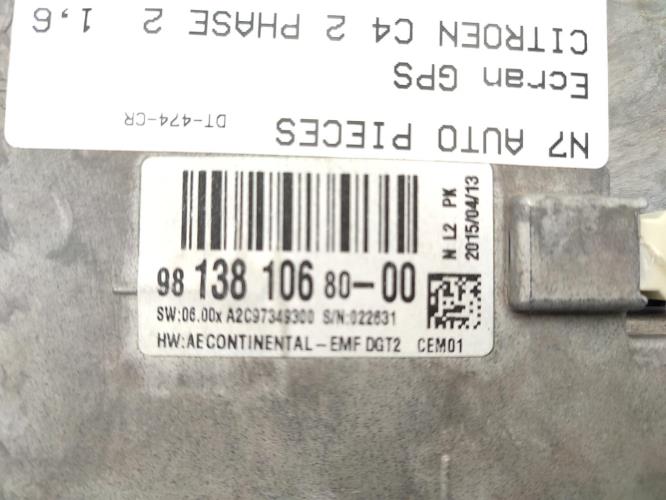 N7 AUTO PIECES
DT-474-CR
Ecran GPS
CITROEN C4 2 PHASE 2 1,6
98 138 106 80-00
SW:06.00x A2C97349300 S/N:022631
HW:AECONTINENTAL-EMF DGT2 CEM01
N L2 PK
2015/04/13